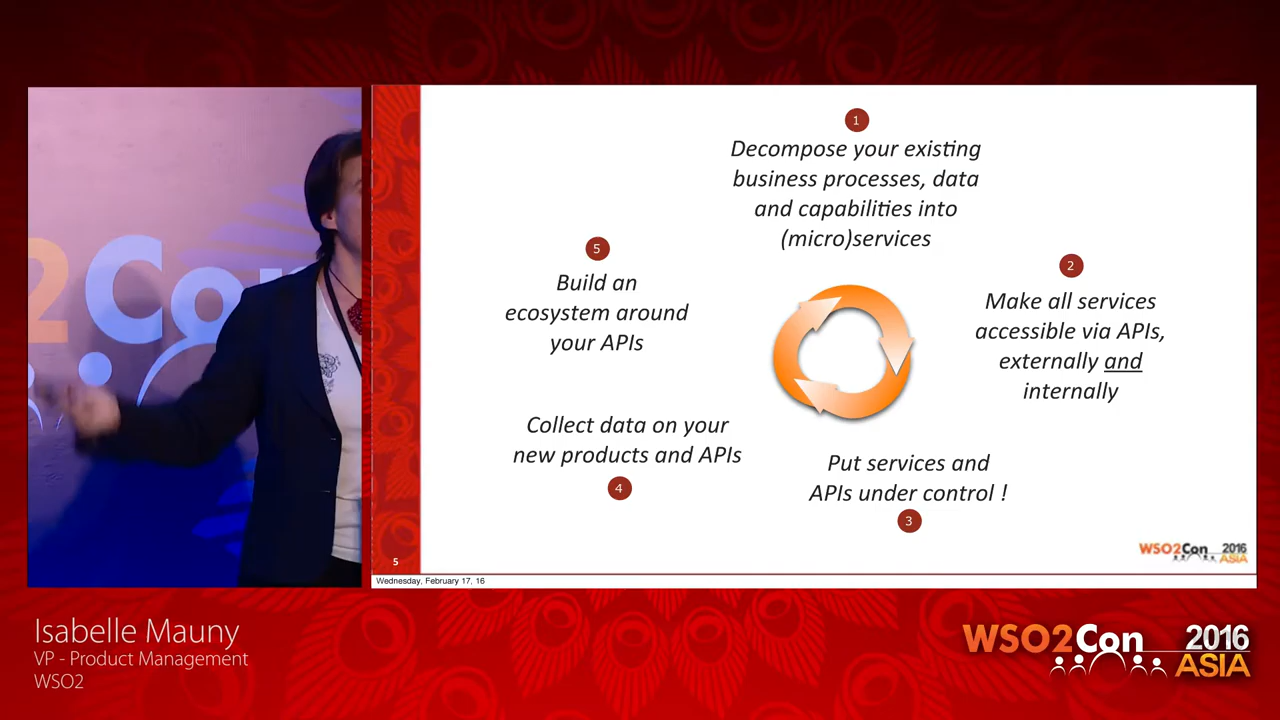 2Con
1
Decompose your existing
business processes, data
and capabilities into
(micro)services
2
Make all services
accessible via APIs,
externally and
internally
3
Put services and
APIs under control !
4
Collect data on your
new products and APIs
5
Build an
ecosystem around
your APIs
WSO2Con 2016
ASIA
5
Wednesday, February 17, 16
Isabelle Mauny
VP - Product Management
WSO2
WSO2Con 2016
ASIA